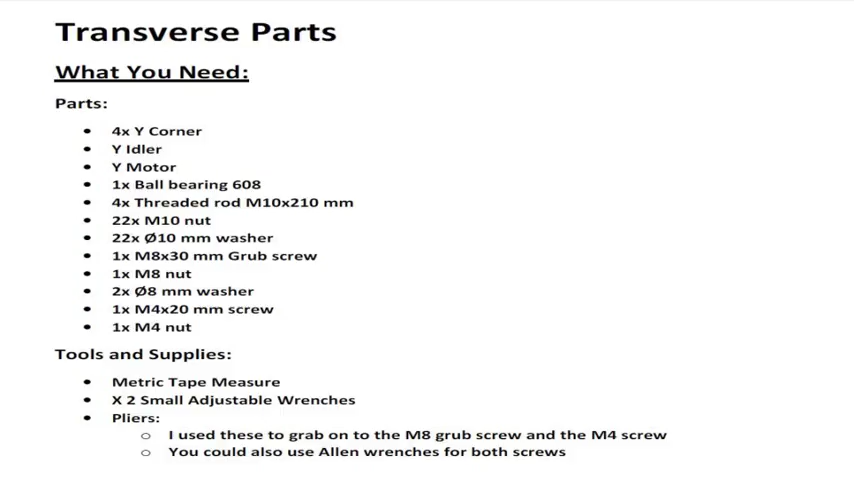 Transverse Parts
What You Need:
Parts:
• 4x Y Corner
• Y Idler
• Y Motor
• 1x Ball bearing 608
• 4x Threaded rod M10x210 mm
• 22x M10 nut
• 22x Ø10 mm washer
• 1x M8x30 mm Grub screw
• 1x M8 nut
• 2x Ø8 mm washer
• 1x M4x20 mm screw
• 1x M4 nut
Tools and Supplies:
• Metric Tape Measure
• X 2 Small Adjustable Wrenches
• Pliers:
o I used these to grab on to the M8 grub screw and the M4 screw
o You could also use Allen wrenches for both screws